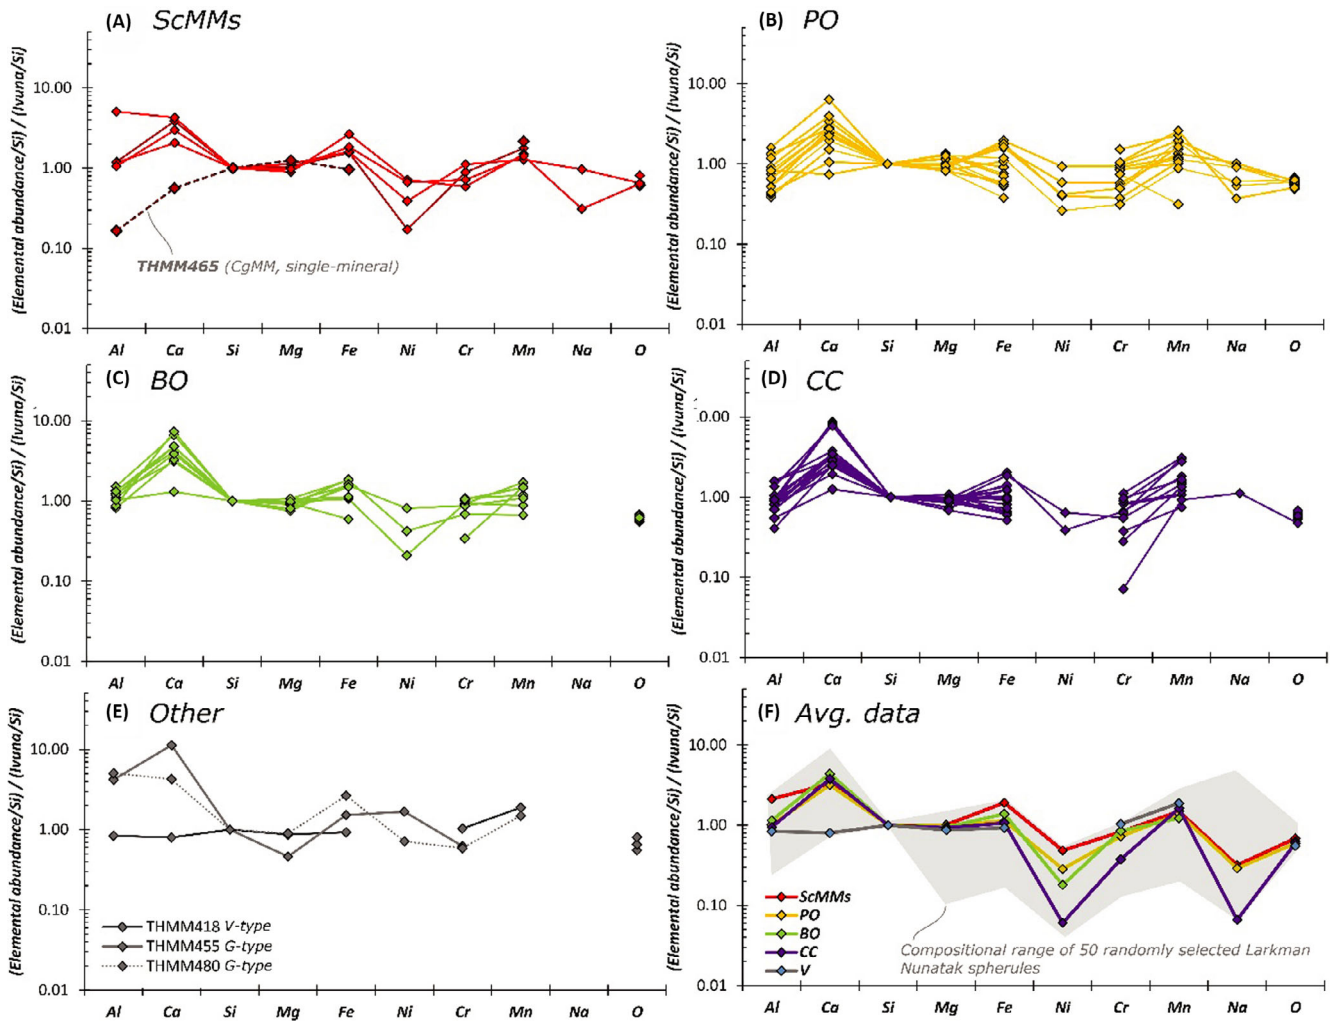 (A) ScMMs
(Elemental abundance/Si) / (Ivuna/Si)
10.00
1.00
0.10
0.01
THMM465 (CgMM, single-mineral)
Al Ca Si Mg Fe Ni Cr Mn Na O
(B) PO
(Elemental abundance/Si) / (Ivuna/Si)
10.00
1.00
0.10
0.01
Al Ca Si Mg Fe Ni Cr Mn Na O
(C) BO
(Elemental abundance/Si) / (Ivuna/Si)
10.00
1.00
0.10
0.01
Al Ca Si Mg Fe Ni Cr Mn Na O
(D) CC
(Elemental abundance/Si) / (Ivuna/Si)
10.00
1.00
0.10
0.01
Al Ca Si Mg Fe Ni Cr Mn Na O
(E) Other
(Elemental abundance/Si) / (Ivuna/Si)
10.00
1.00
0.10
0.01
THMM418 V-type
THMM455 G-type
THMM480 G-type
Al Ca Si Mg Fe Ni Cr Mn Na O
(F) Avg. data
(Elemental abundance/Si) / (Ivuna/Si)
10.00
1.00
0.10
0.01
ScMMs
PO
BO
CC
V
Compositional range of 50 randomly selected Larkman
Nunatak spherules
Al Ca Si Mg Fe Ni Cr Mn Na O